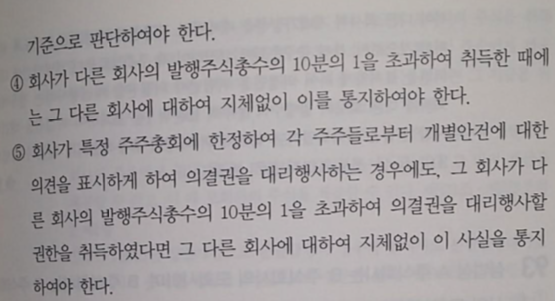 기준으로 판단하여야 한다.
④ 회사가 다른 회사의 발행주식총수의 10분의 1을 초과하여 취득한 때에
는 그 다른 회사에 대하여 지체없이 이를 통지하여야 한다.
⑤ 회사가 특정 주주총회에 한정하여 각 주주들로부터 개별안건에 대한
의견을 표시하게 하여 의결권을 대리행사하는 경우에도, 그 회사가 다
른 회사의 발행주식총수의 10분의 1을 초과하여 의결권을 대리행사할
권한을 취득하였다면 그 다른 회사에 대하여 지체없이 이 사실을 통지
하여야 한다.